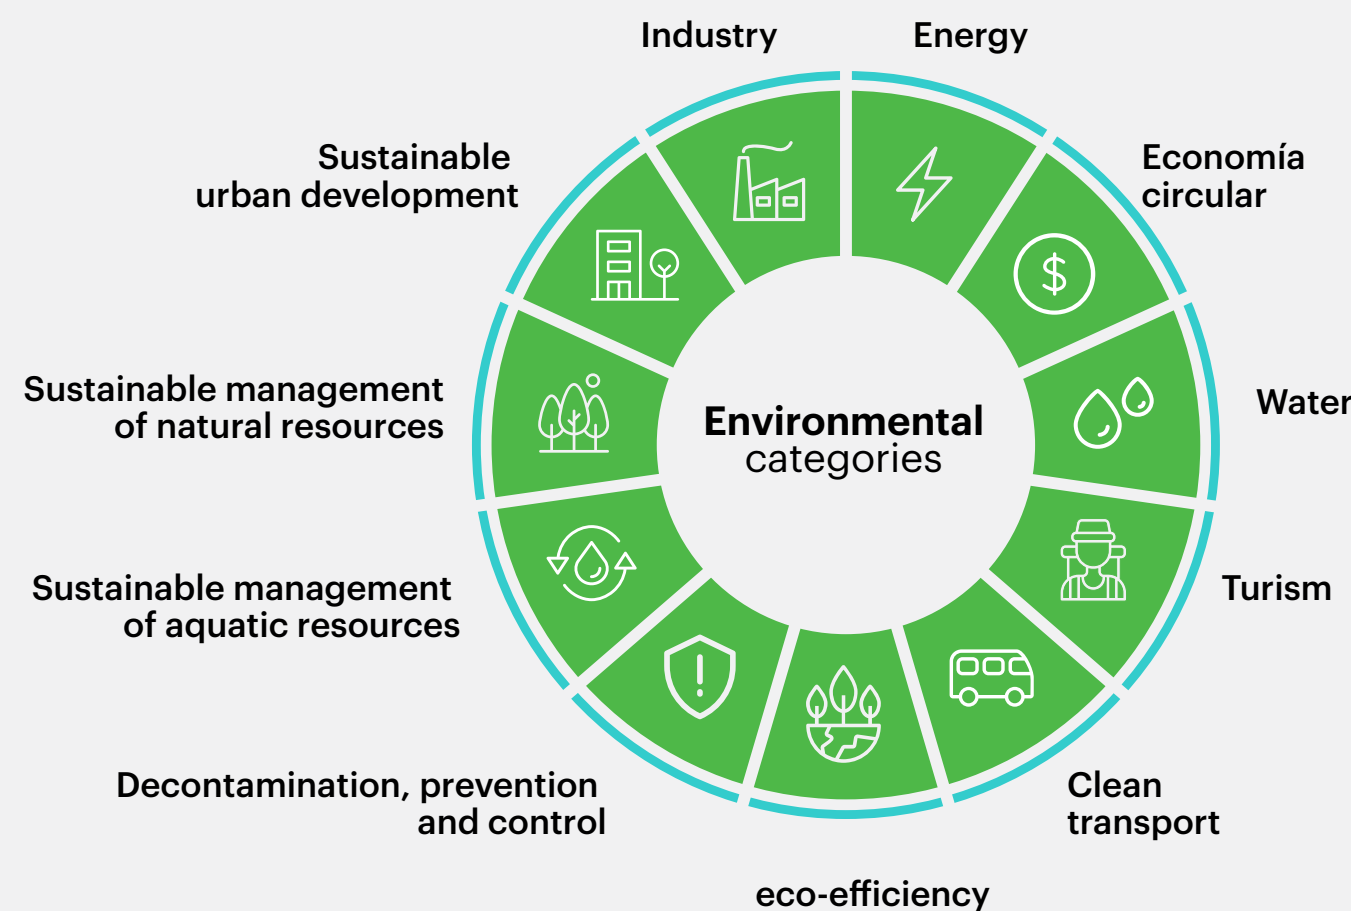 Industry
Energy
Sustainable
urban development
Economía
circular
Sustainable management
of natural resources
Water
Environmental
categories
Sustainable management
of aquatic resources
Turism
Decontamination, prevention
and control
Clean
transport
eco-efficiency
$
!